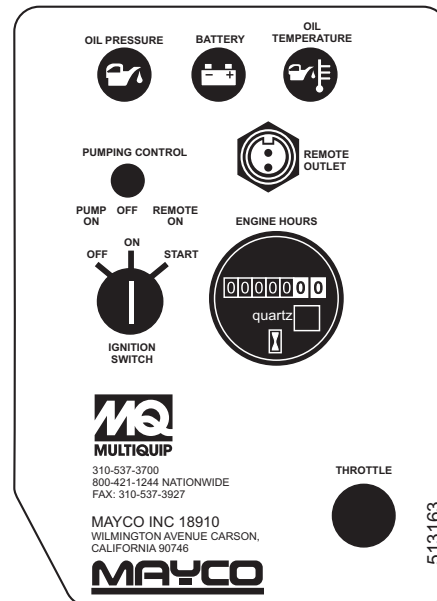 OIL PRESSURE
BATTERY
OIL
TEMPERATURE
PUMPING CONTROL
REMOTE
OUTLET
PUMP
ON
OFF
REMOTE
ON
ENGINE HOURS
OFF
ON
START
0000000
quartz
IGNITION
SWITCH
MQ
MULTIQUIP
310-537-3700
800-421-1244 NATIONWIDE
FAX: 310-537-3927
THROTTLE
MAYCO INC 18910
WILMINGTON AVENUE CARSON,
CALIFORNIA 90746
MAYCO
513163